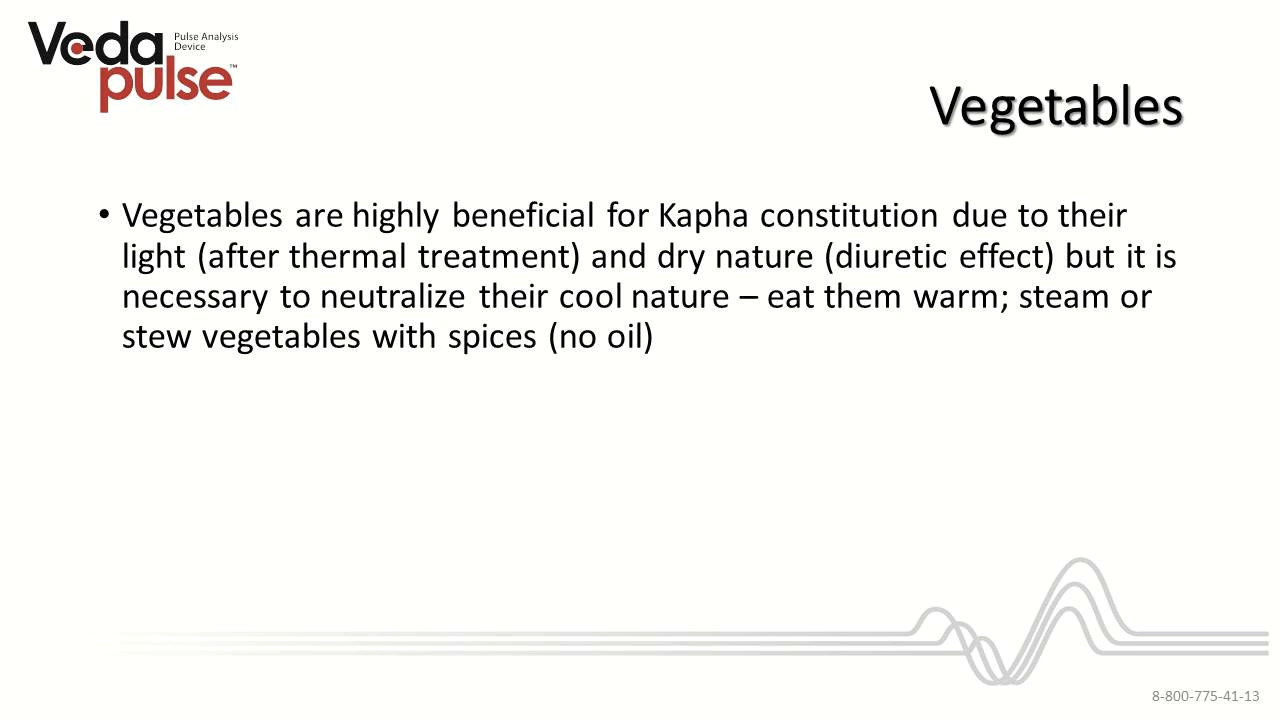 Veda
Pulse Analysis
Device
pulse™
Vegetables
• Vegetables are highly beneficial for Kapha constitution due to their
light (after thermal treatment) and dry nature (diuretic effect) but it is
necessary to neutralize their cool nature – eat them warm; steam or
stew vegetables with spices (no oil)
8-800-775-41-13